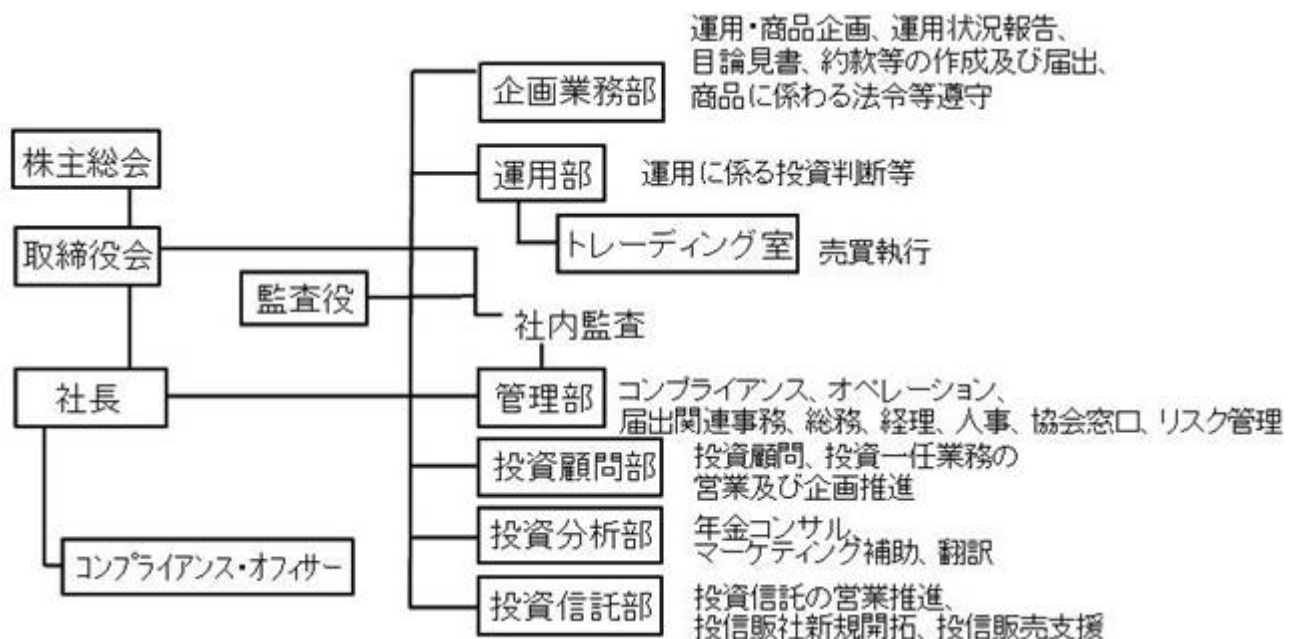 運用・商品企画、運用状況報告、
目論見書、約款等の作成及び届出、
商品に係わる法令等遵守
企画業務部
株主総会
運用部
運用に係る投資判断等
取締役会
トレーディング室
売買執行
監査役
社内監査
社長
管理部
コンプライアンス、オペレーション、
届出関連事務、総務、経理、人事、協会窓口、リスク管理
投資顧問部
投資顧問、投資一任業務の
営業及び企画推進
投資分析部
年金コンサル、
マーケティング補助、翻訳
コンプライアンス・オフィサー
投資信託部
投資信託の営業推進、
投信販社新規開拓、投信販売支援